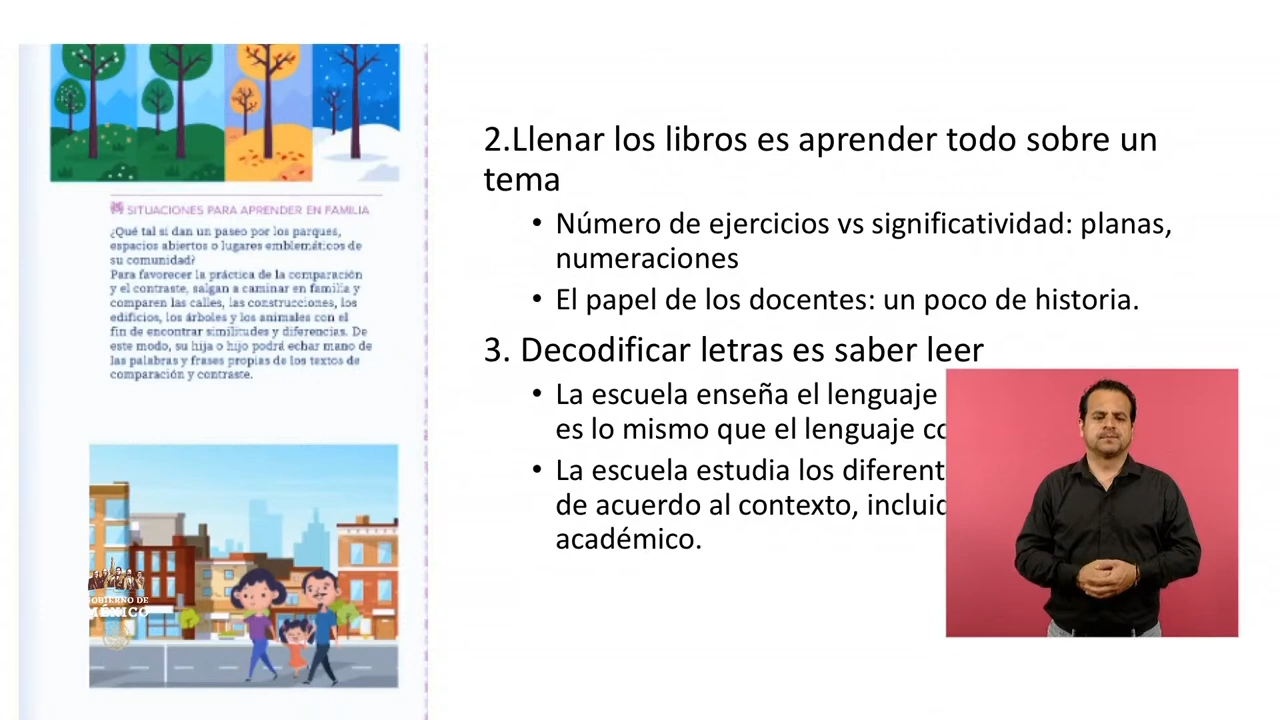 SITUACIONES PARA APRENDER EN FAMILIA
¿Qué tal si dan un paseo por los parques,
espacios abiertos o lugares emblemáticos de
su comunidad?
Para favorecer la práctica de la comparación
y el contraste, salgan a caminar en familia y
comparen las calles, las construcciones, los
edificios, los árboles y los animales con el
fin de encontrar similitudes y diferencias. De
este modo, su hija o hijo podrá echar mano de
las palabras y frases propias de los textos de
comparación y contraste.
GOBIERNO DE
MÉXICO
2.Llenar los libros es aprender todo sobre un
tema
• Número de ejercicios vs significatividad: planas,
numeraciones
• El papel de los docentes: un poco de historia.
3. Decodificar letras es saber leer
• La escuela enseña el lenguaje
es lo mismo que el lenguaje
• La escuela estudia los
de acuerdo al contexto,
académico.